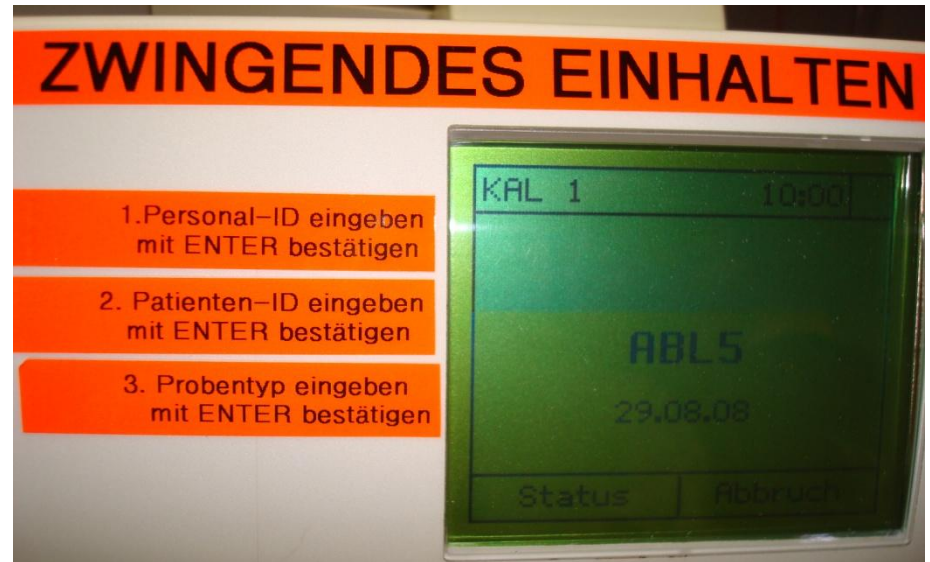 ZWINGENDES EINHALTEN
1.Personal-ID eingeben
mit ENTER bestätigen
2. Patienten-ID eingeben
mit ENTER bestätigen
3. Probentyp eingeben
mit ENTER bestätigen
KAL 1 10:00
ABL5
29.08.08
Status Abbruch